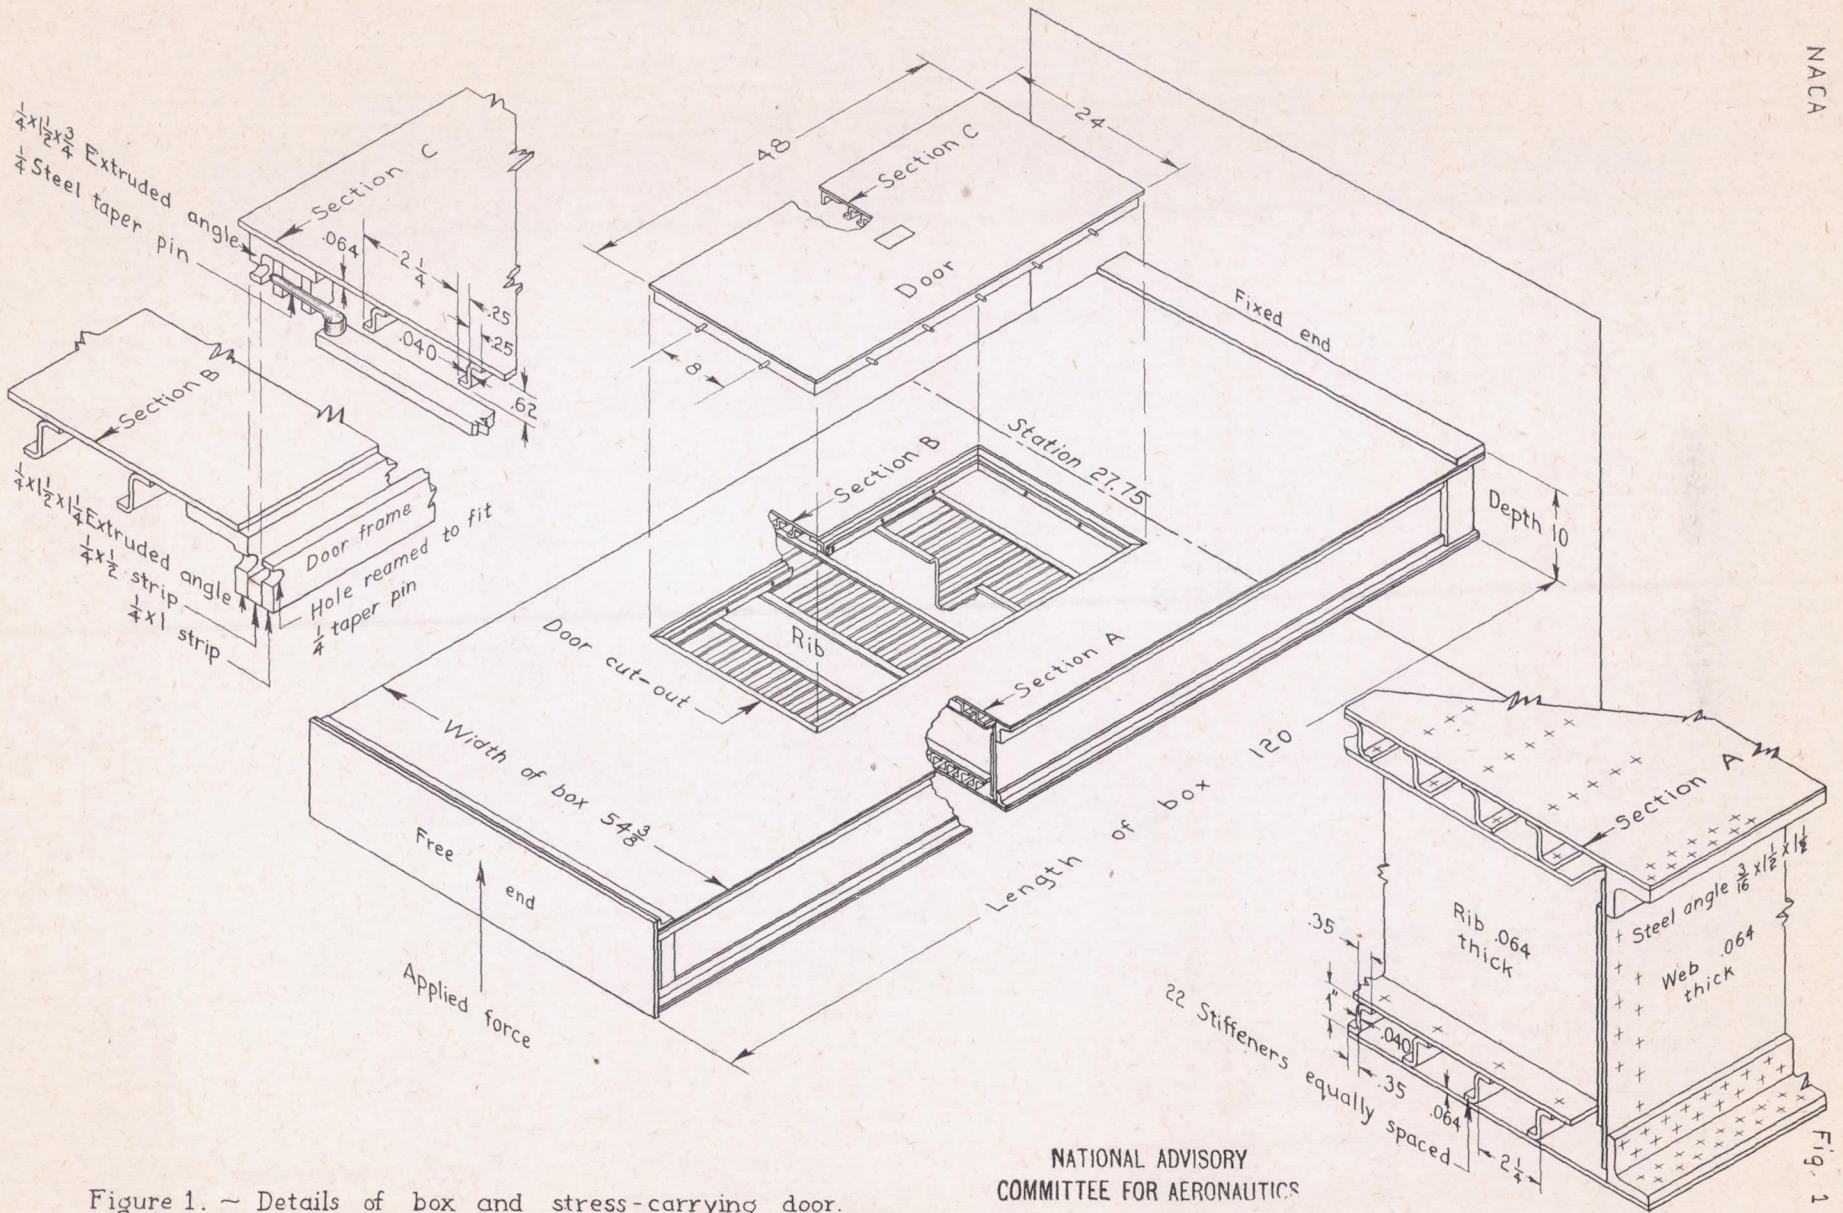 NACA
1/4 x 1 1/2 x 3/4 Extruded angle
1/4 Steel taper pin
Section C
.064
2 1/4
.25
.25
.040
.62
Section B
1/4 x 1 1/2 x 1 1/4 Extruded angle
1/4 x 1/2 strip
1/4 x 1 strip
Door frame
Hole reamed to fit
1/4 taper pin
48
24
Section C
Door
8
Fixed end
Station 27.75
Section B
Depth 10
Rib
Door cut-out
Section A
Width of box 54 3/8
Length of box 120
Free end
Applied force
Section A
Steel angle 3/16 x 1 1/2 x 1 1/2
Rib .064
thick
Web .064
thick
.35
1"
.040
.35
.064
22 Stiffeners equally spaced
2 1/4
NATIONAL ADVISORY
COMMITTEE FOR AERONAUTICS
Fig. 1
Figure 1. ~ Details of box and stress-carrying door.